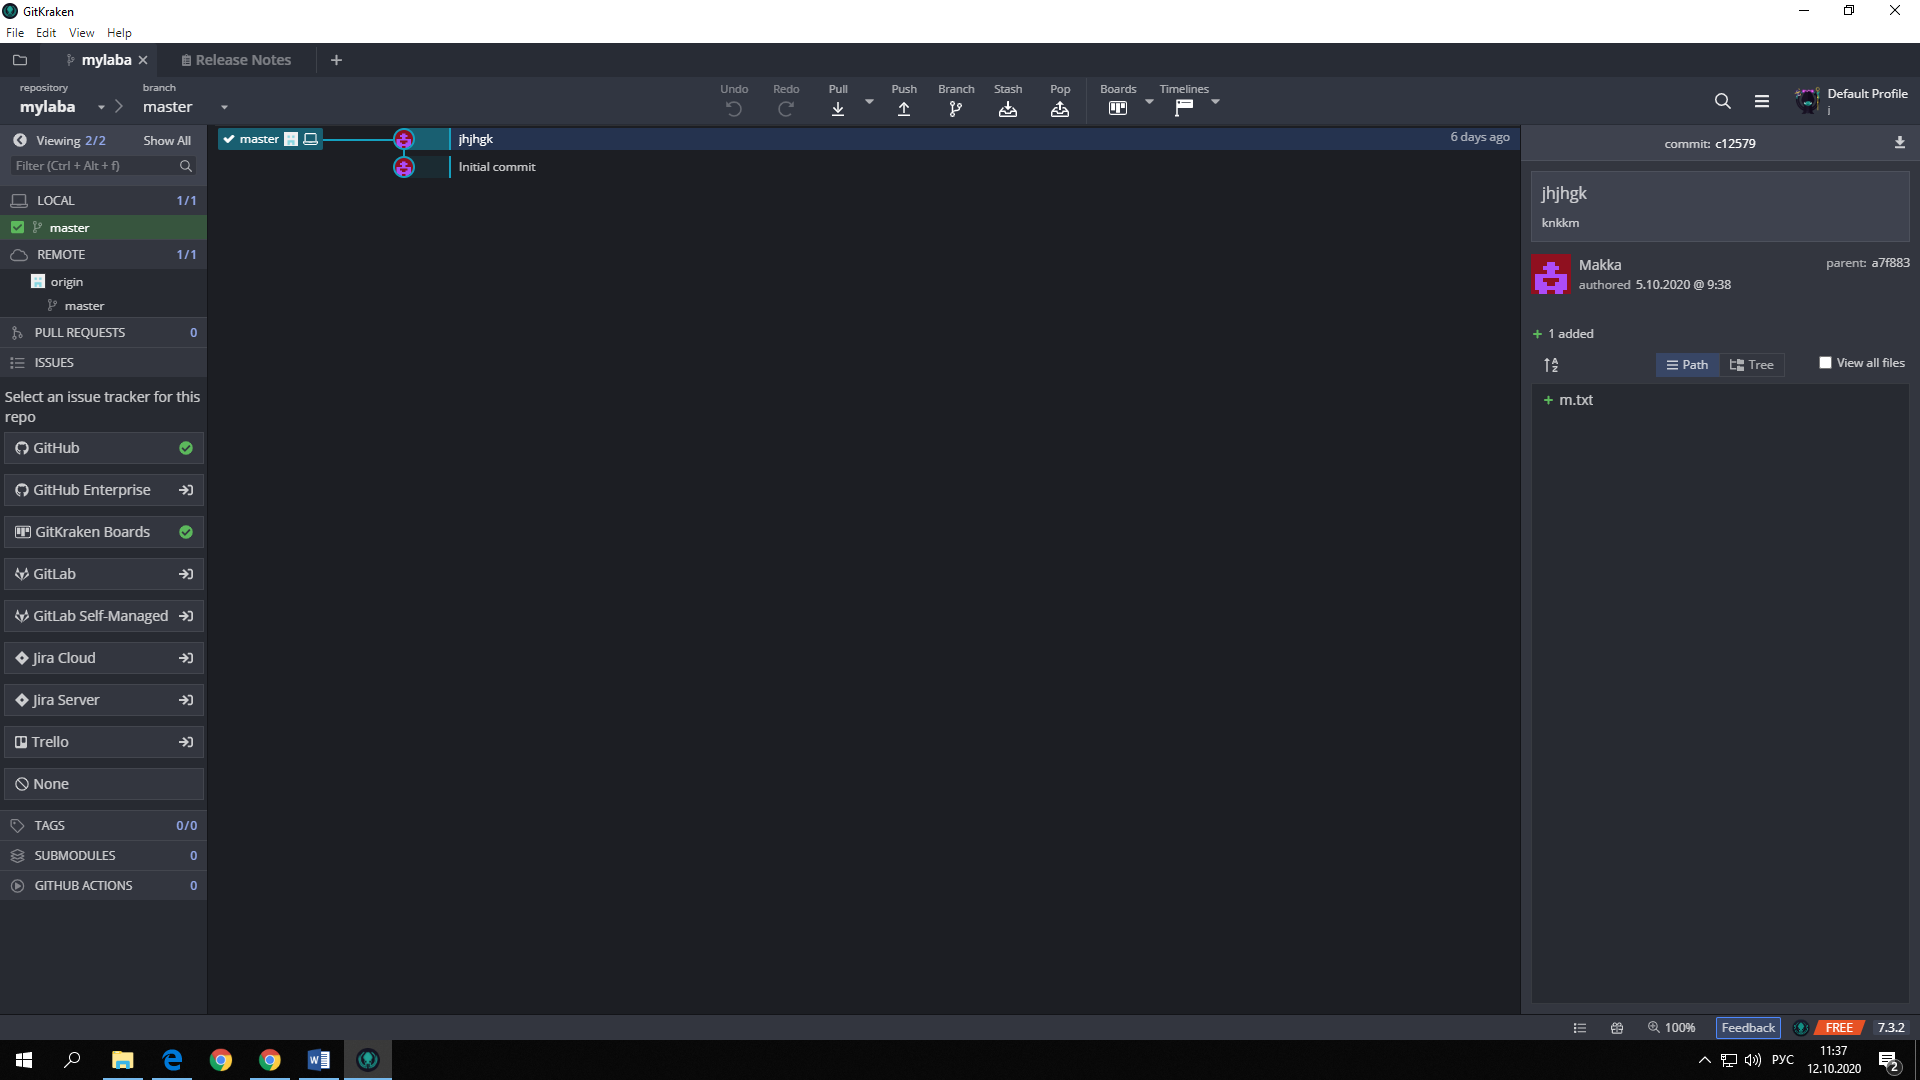 GitKraken
File Edit View Help
mylaba Release Notes
repository branch
mylaba master
Undo Redo Pull Push Branch Stash Pop Boards Timelines
Default Profile
i
Viewing 2/2 Show All
Filter (Ctrl + Alt + f)
LOCAL 1/1
master
REMOTE 1/1
origin
master
PULL REQUESTS 0
ISSUES
Select an issue tracker for this
repo
GitHub
GitHub Enterprise
GitKraken Boards
GitLab
GitLab Self-Managed
Jira Cloud
Jira Server
Trello
None
TAGS 0/0
SUBMODULES 0
GITHUB ACTIONS 0
master jhjhgk 6 days ago
Initial commit
commit: c12579
jhjhgk
knkkm
Makka parent: a7f883
authored 5.10.2020 @ 9:38
1 added
Path Tree View all files
m.txt
100% Feedback FREE 7.3.2
РУС
11:37
12.10.2020
2